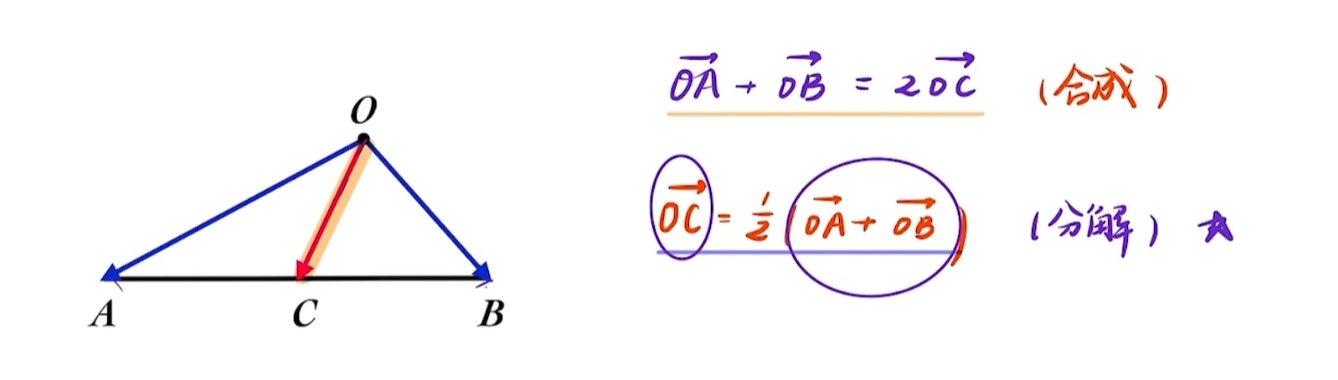 O
A
C
B
OA→ + OB→ = 2OC→ (合成)
OC→ = 1/2 (OA→ + OB→) (分解) ☆